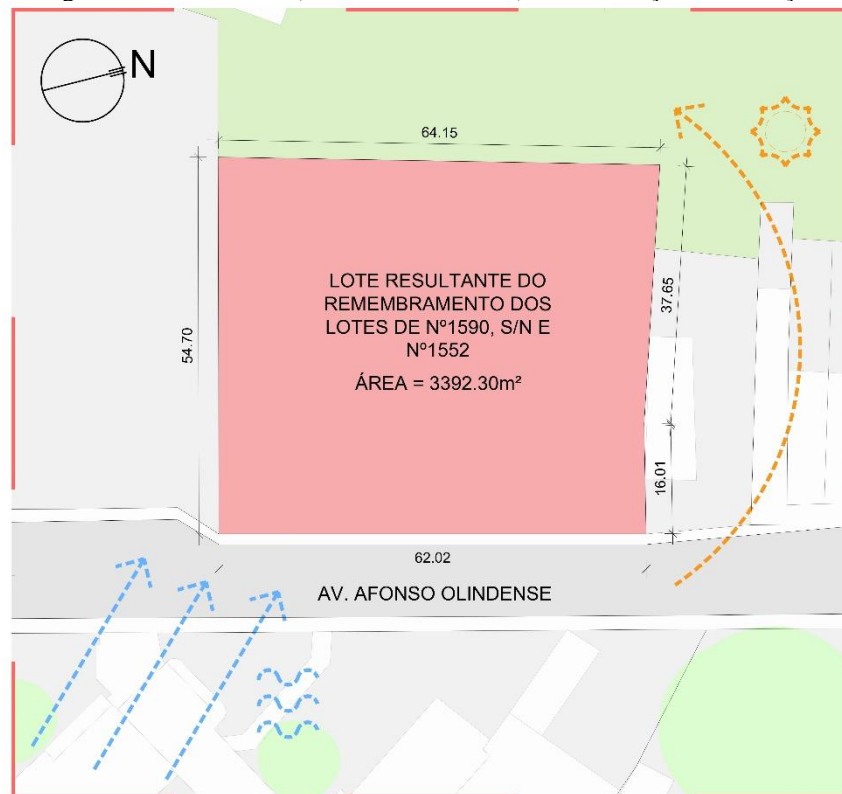 N
64.15
LOTE RESULTANTE DO
REMEMBRAMENTO DOS
LOTES DE Nº1590, S/N E
Nº1552
ÁREA = 3392.30m²
54.70
37.65
16.01
62.02
AV. AFONSO OLINDENSE